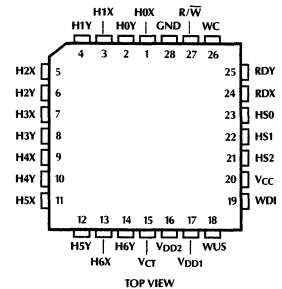 H1X H0X R/W̅
H1Y H0Y GND WC
4 3 2 1 28 27 26
H2X 5 25 RDY
H2Y 6 24 RDX
H3X 7 23 HS0
H3Y 8 22 HS1
H4X 9 21 HS2
H4Y 10 20 VCC
H5X 11 19 WDI
12 13 14 15 16 17 18
H5Y H6Y VDD2 WUS
H6X VCT VDD1
TOP VIEW